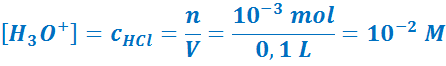 [H₃O⁺] = c_HCl = n/V = 10⁻³ mol / 0,1 L = 10⁻² M